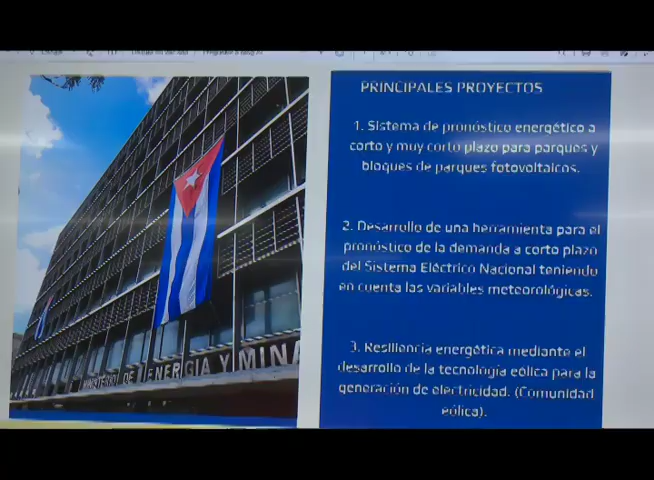 PRINCIPALES PROYECTOS
1. Sistema de pronóstico energético a
corto y muy corto plazo para parques y
bloques de parques fotovoltaicos.
2. Desarrollo de una herramienta para el
pronóstico de la demanda a corto plazo
del Sistema Eléctrico Nacional teniendo
en cuenta las variables meteorológicas.
3. Resiliencia energética mediante el
desarrollo de la tecnología eólica para la
generación de electricidad. (Comunidad
eólica).
MINISTERIO DE ENERGIA Y MINA